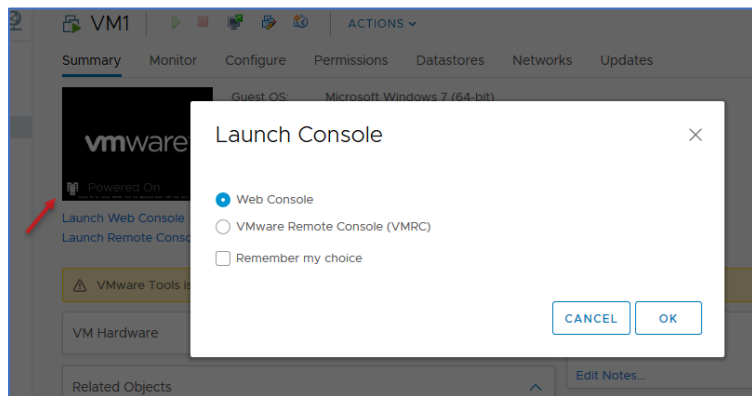 VM1 ACTIONS
Summary Monitor Configure Permissions Datastores Networks Updates
Guest OS: Microsoft Windows 7 (64-bit)
vmware
Powered On
Launch Web Console
Launch Remote Conso
Launch Console
Web Console
VMware Remote Console (VMRC)
Remember my choice
CANCEL OK
VMware Tools is
VM Hardware
Related Objects
Edit Notes...